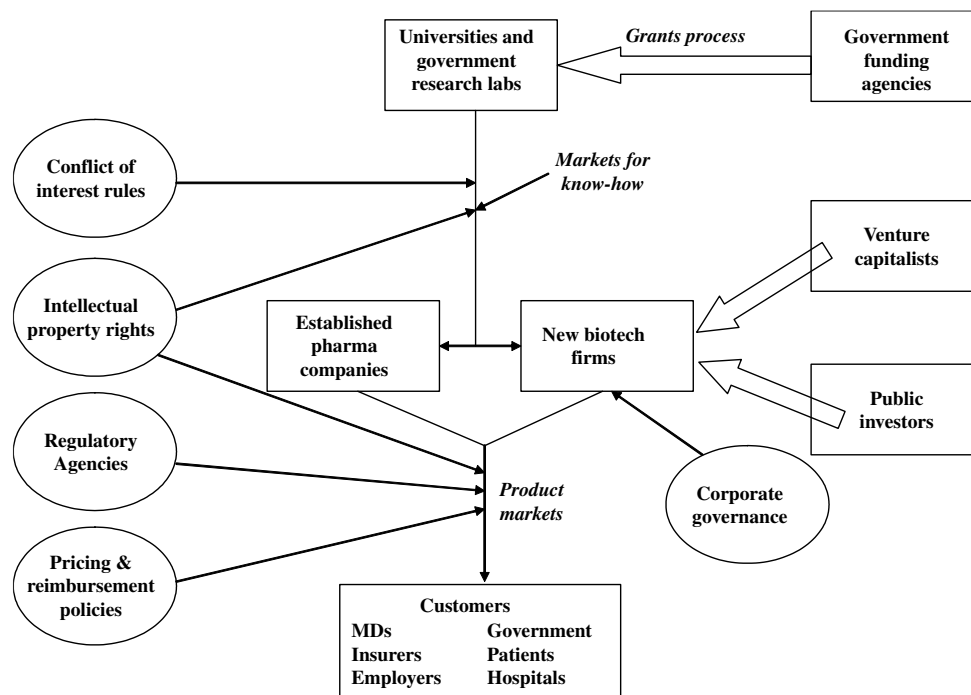 Universities and
government
research labs
Grants process
Government
funding
agencies
Conflict of
interest rules
Markets for
know-how
Venture
capitalists
Intellectual
property rights
Established
pharma
companies
New biotech
firms
Public
investors
Regulatory
Agencies
Product
markets
Corporate
governance
Pricing &
reimbursement
policies
Customers
MDs Government
Insurers Patients
Employers Hospitals